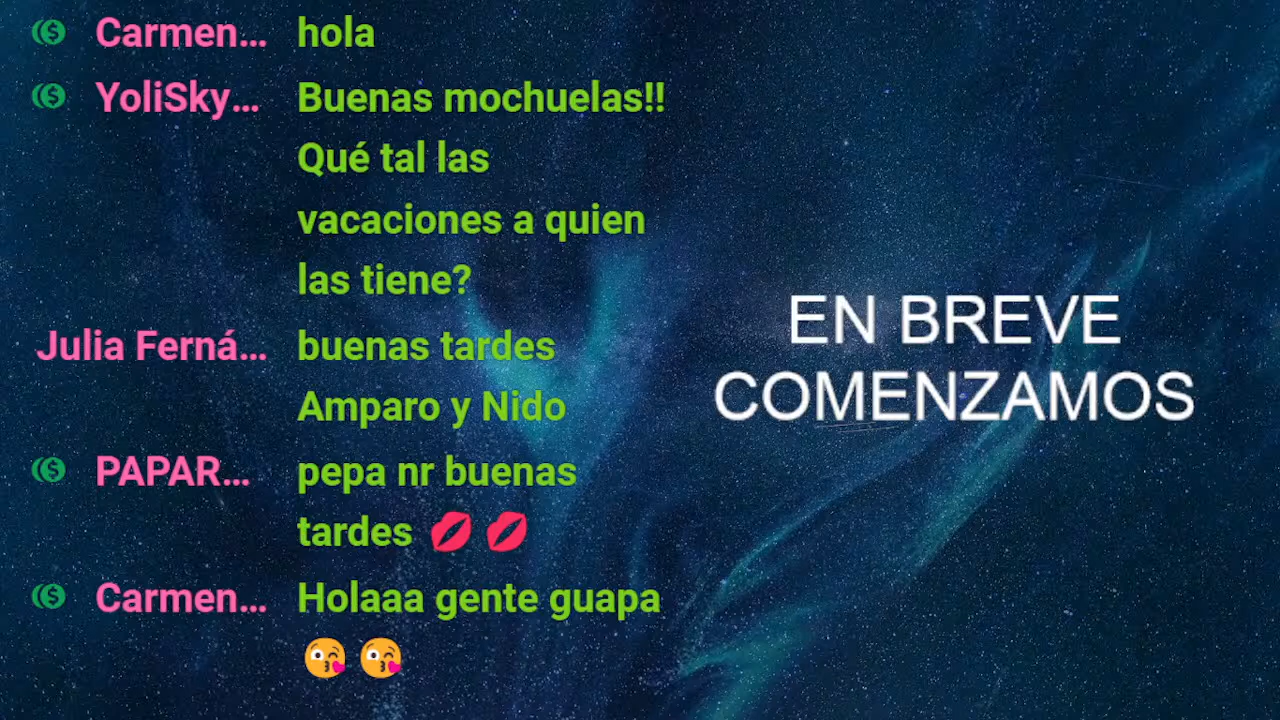 Carmen... hola
YoliSky... Buenas mochuelas!!
Qué tal las
vacaciones a quien
las tiene?
Julia Ferná... buenas tardes
Amparo y Nido
PAPAR... pepa nr buenas
tardes 💋 💋
Carmen... Holaaa gente guapa
😘 😘
EN BREVE
COMENZAMOS